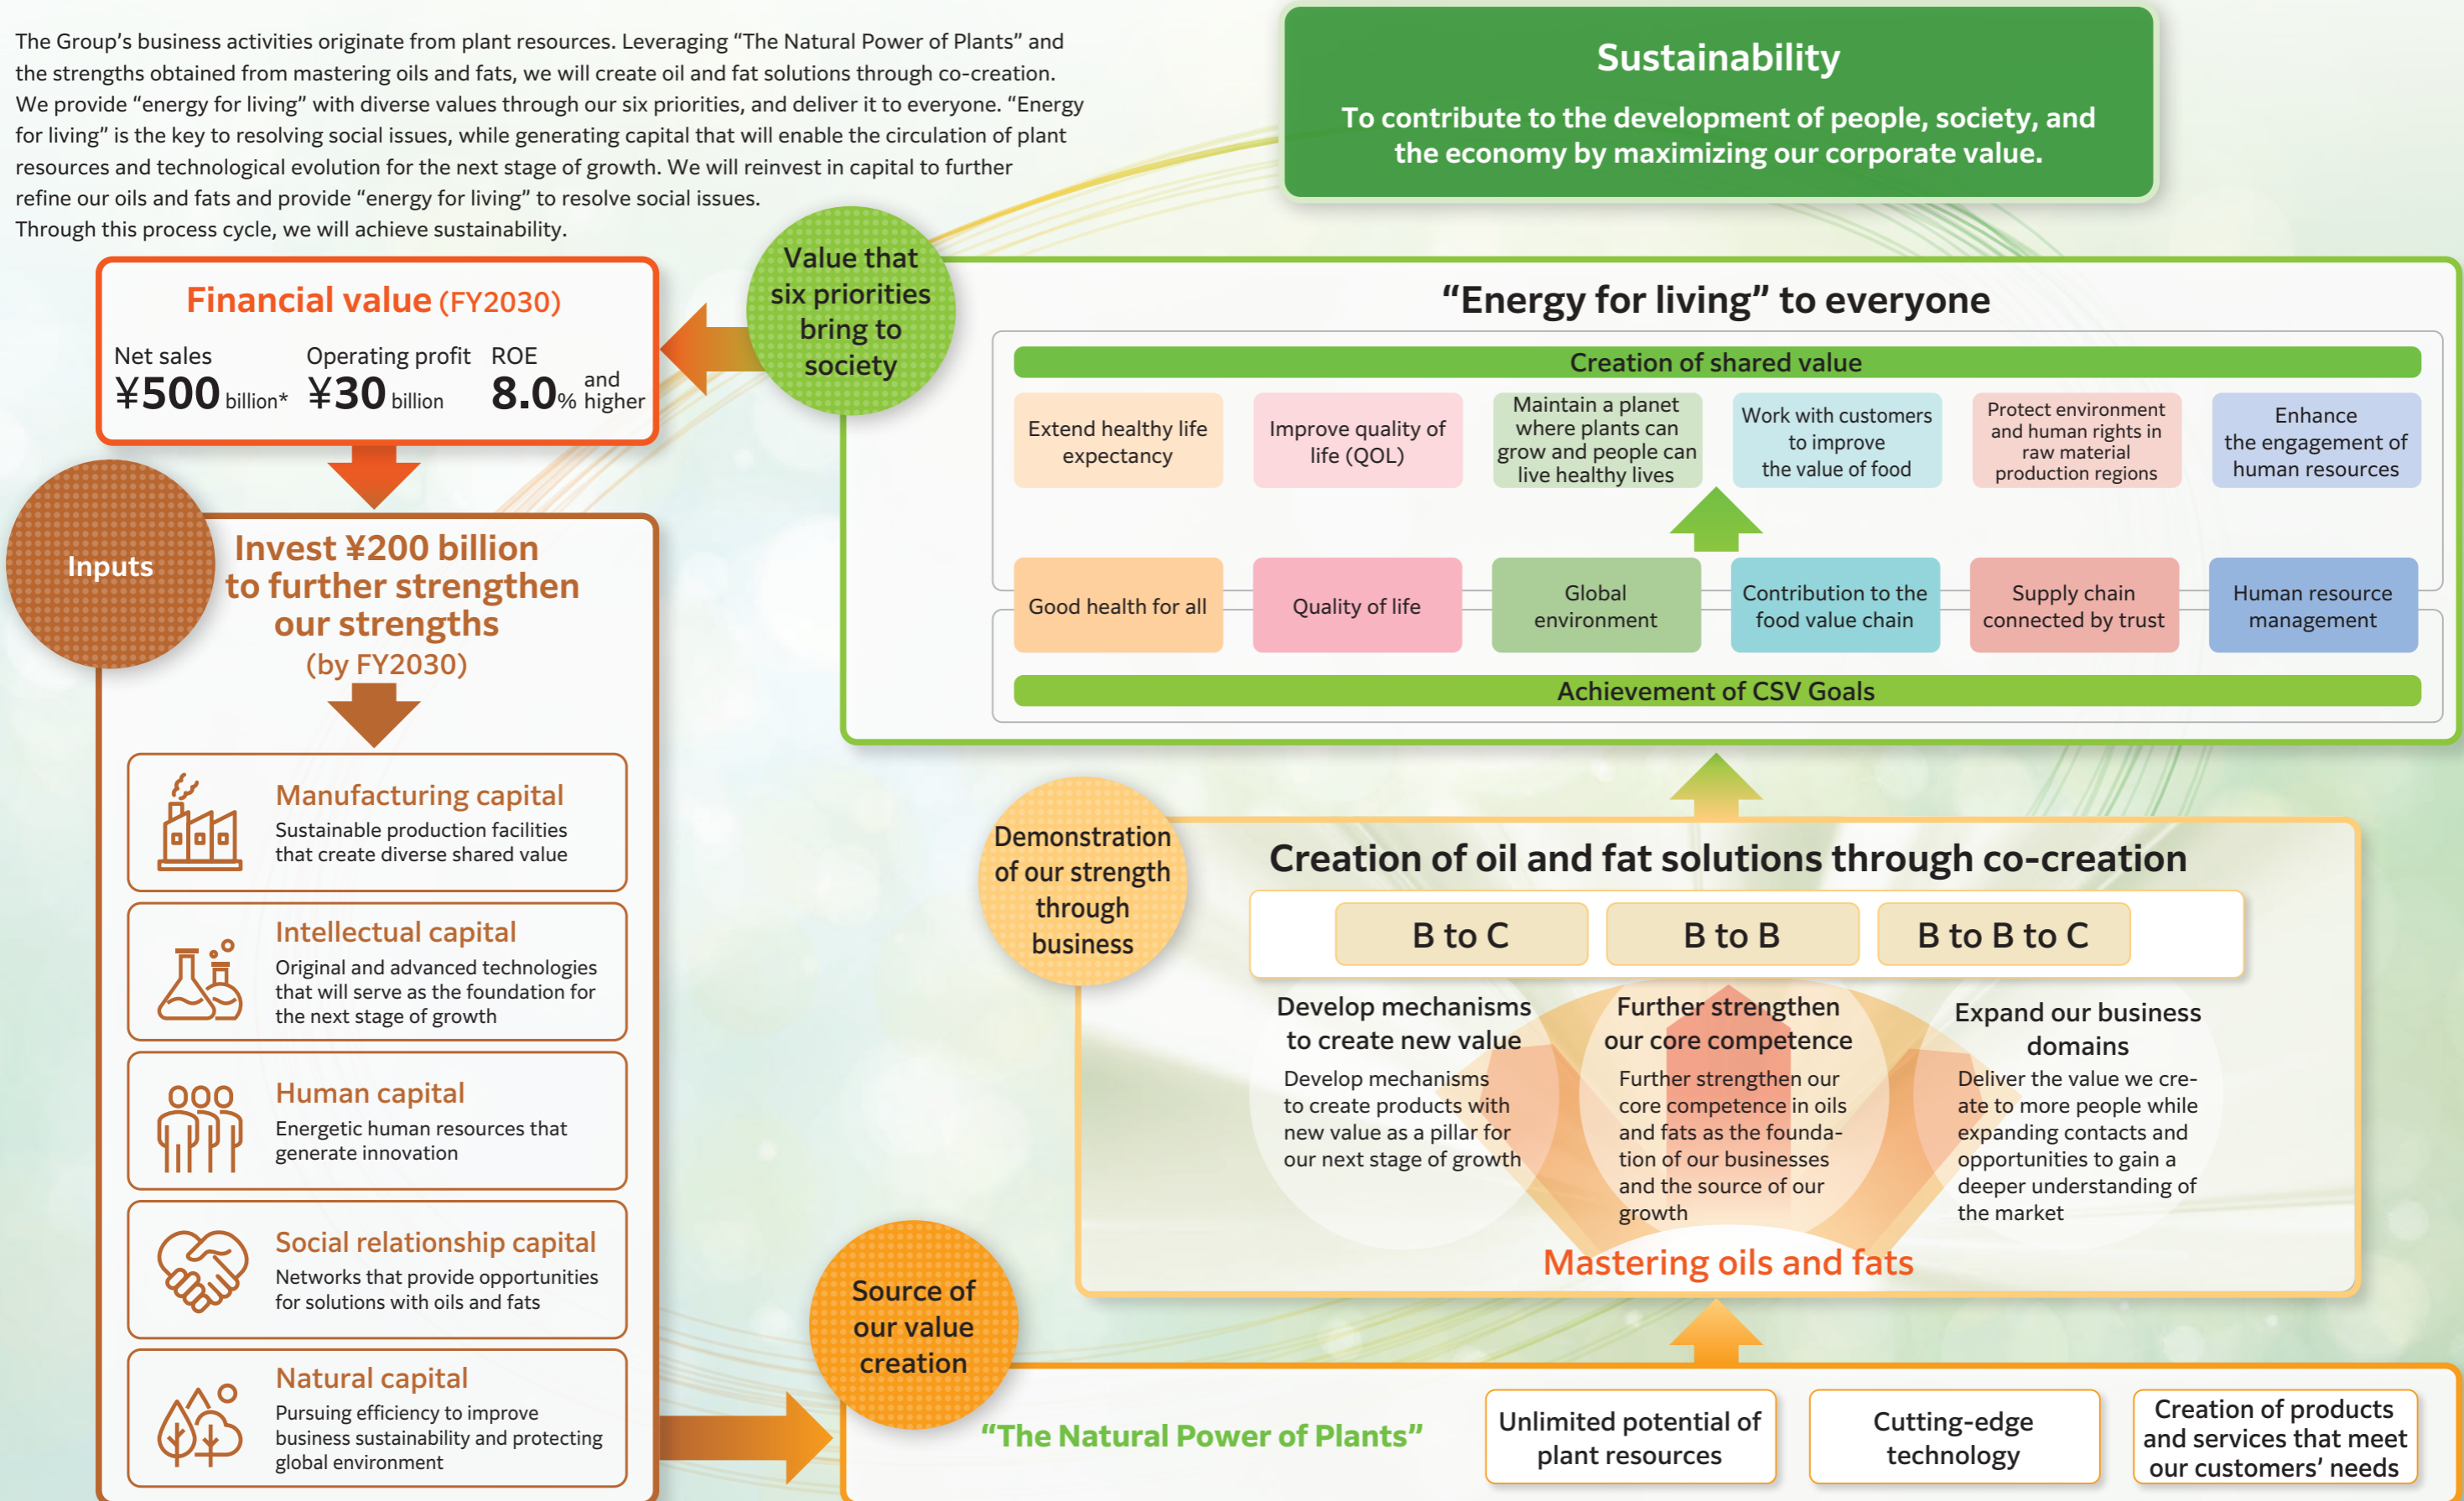 The Group’s business activities originate from plant resources. Leveraging “The Natural Power of Plants” and
the strengths obtained from mastering oils and fats, we will create oil and fat solutions through co-creation.
We provide “energy for living” with diverse values through our six priorities, and deliver it to everyone. “Energy
for living” is the key to resolving social issues, while generating capital that will enable the circulation of plant
resources and technological evolution for the next stage of growth. We will reinvest in capital to further
refine our oils and fats and provide “energy for living” to resolve social issues.
Through this process cycle, we will achieve sustainability.
Sustainability
To contribute to the development of people, society, and
the economy by maximizing our corporate value.
Value that
six priorities
bring to
society
Financial value (FY2030)
Net sales
¥500 billion*
Operating profit
¥30 billion
ROE
8.0% and
higher
Inputs
Invest ¥200 billion
to further strengthen
our strengths
(by FY2030)
Manufacturing capital
Sustainable production facilities
that create diverse shared value
Intellectual capital
Original and advanced technologies
that will serve as the foundation for
the next stage of growth
Human capital
Energetic human resources that
generate innovation
Social relationship capital
Networks that provide opportunities
for solutions with oils and fats
Natural capital
Pursuing efficiency to improve
business sustainability and protecting
global environment
“Energy for living” to everyone
Creation of shared value
Extend healthy life
expectancy
Improve quality of
life (QOL)
Maintain a planet
where plants can
grow and people can
live healthy lives
Work with customers
to improve
the value of food
Protect environment
and human rights in
raw material
production regions
Enhance
the engagement of
human resources
Good health for all
Quality of life
Global
environment
Contribution to the
food value chain
Supply chain
connected by trust
Human resource
management
Achievement of CSV Goals
Demonstration
of our strength
through
business
Creation of oil and fat solutions through co-creation
B to C
B to B
B to B to C
Develop mechanisms
to create new value
Develop mechanisms
to create products with
new value as a pillar for
our next stage of growth
Further strengthen
our core competence
Further strengthen our
core competence in oils
and fats as the founda-
tion of our businesses
and the source of our
growth
Expand our business
domains
Deliver the value we cre-
ate to more people while
expanding contacts and
opportunities to gain a
deeper understanding of
the market
Mastering oils and fats
Source of
our value
creation
“The Natural Power of Plants”
Unlimited potential of
plant resources
Cutting-edge
technology
Creation of products
and services that meet
our customers’ needs